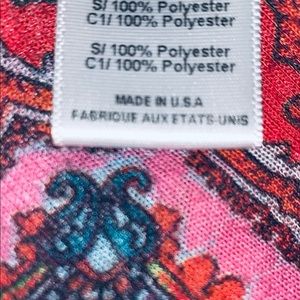 S/ 100% Polyester
C1/ 100% Polyester
S/ 100% Polyester
C1/ 100% Polyester
MADE IN U.S.A
FABRIQUE AUX ETATS-UNIS